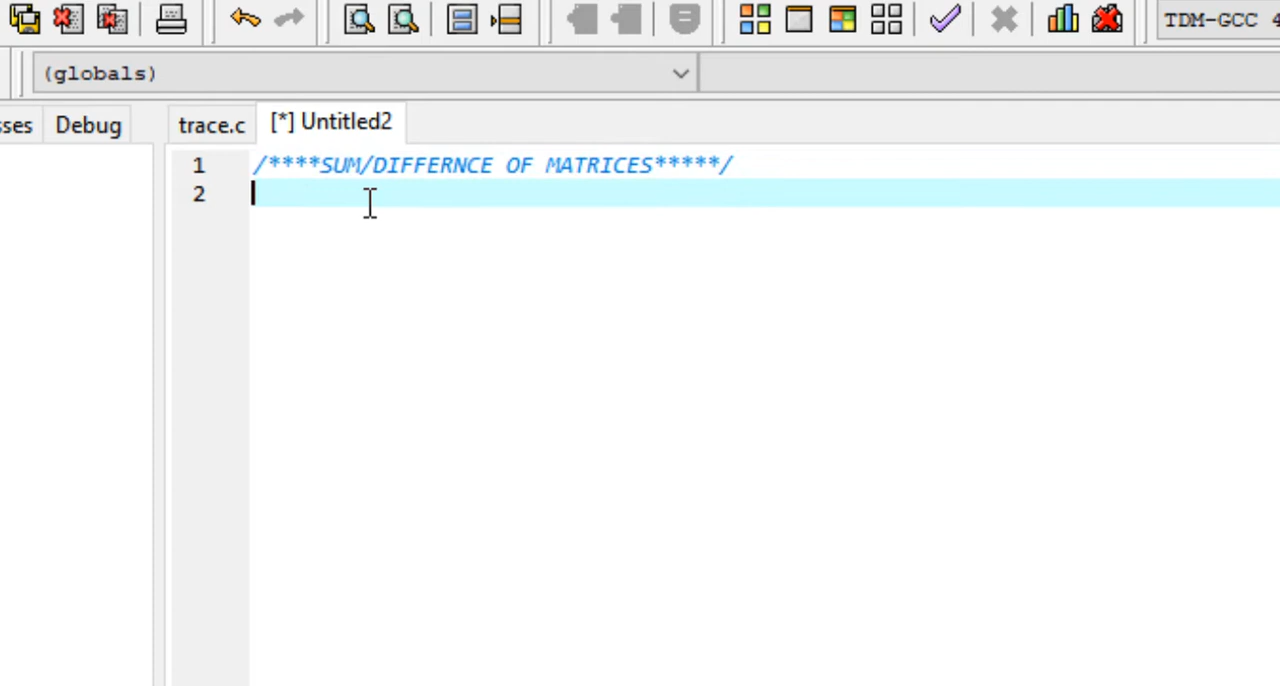 TDM-GCC 4
(globals)
sses Debug trace.c [*] Untitled2
1 /****SUM/DIFFERNCE OF MATRICES*****/
2